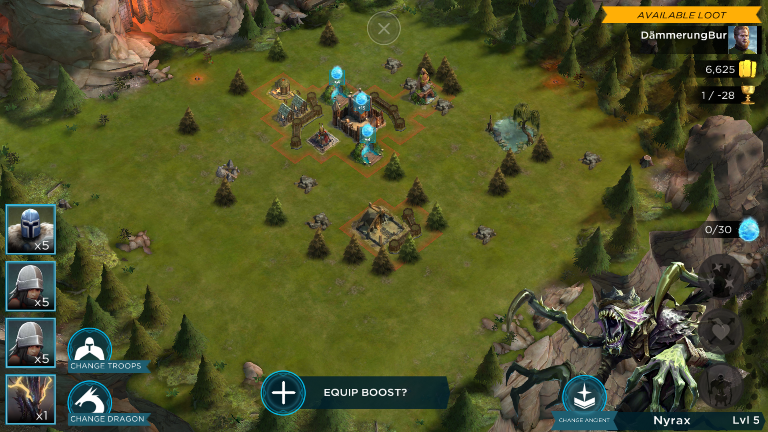 AVAILABLE LOOT
DämmerungBur
6,625
1 / -28
0/30
x5
x5
x5
x1
CHANGE TROOPS
CHANGE DRAGON
EQUIP BOOST?
CHANGE ANCIENT
Nyrax
Lvl 5